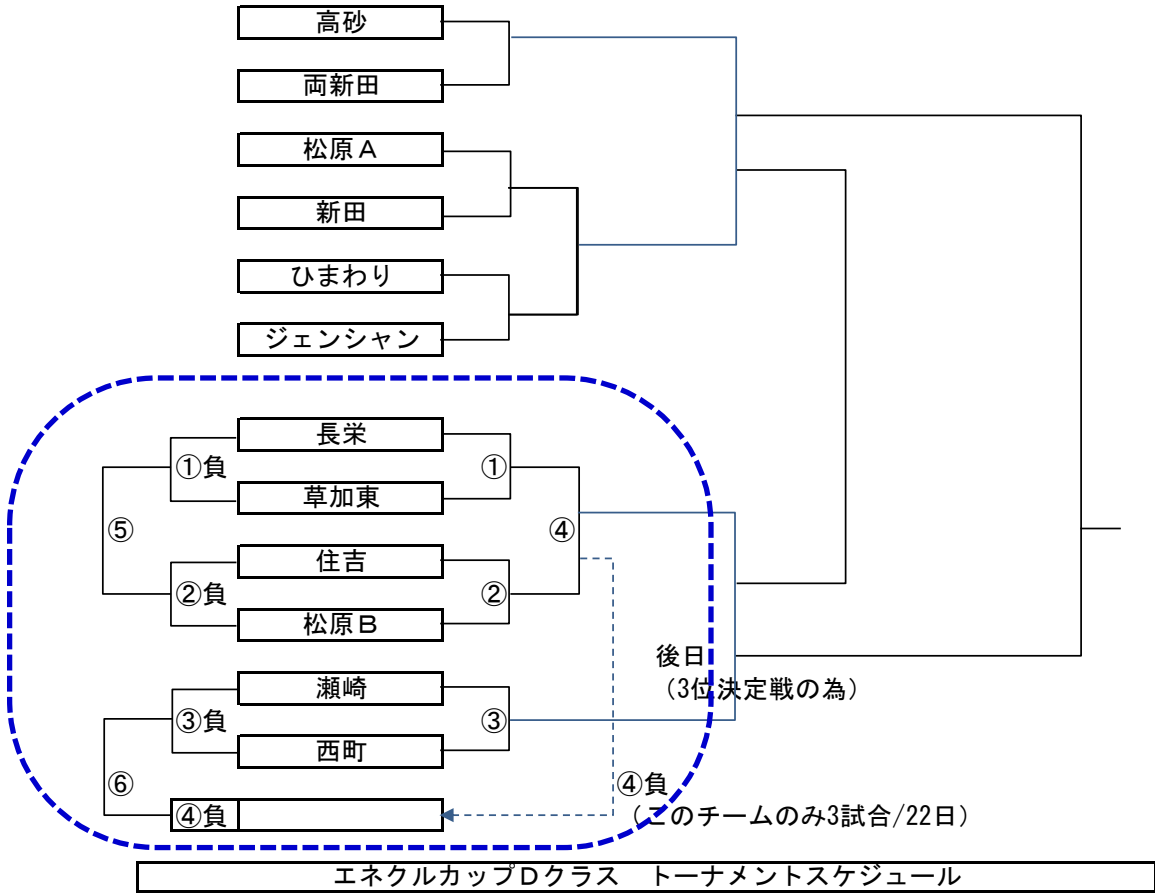 高砂
両新田
松原A
新田
ひまわり
ジェンシャン
長栄
①負
①
草加東
⑤
④
住吉
②負
②
松原B
後日
(3位決定戦の為)
瀬崎
③負
③
西町
⑥
④負
④負
(このチームのみ3試合/22日)
エネクルカップDクラス　トーナメントスケジュール